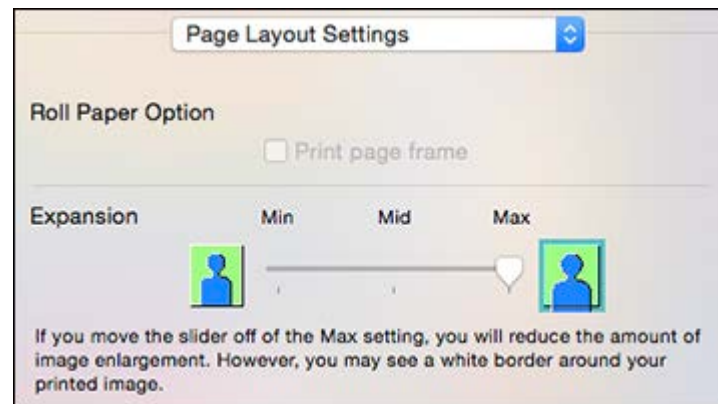 Page Layout Settings
Roll Paper Option
Print page frame
Expansion Min Mid Max
If you move the slider off of the Max setting, you will reduce the amount of
image enlargement. However, you may see a white border around your
printed image.